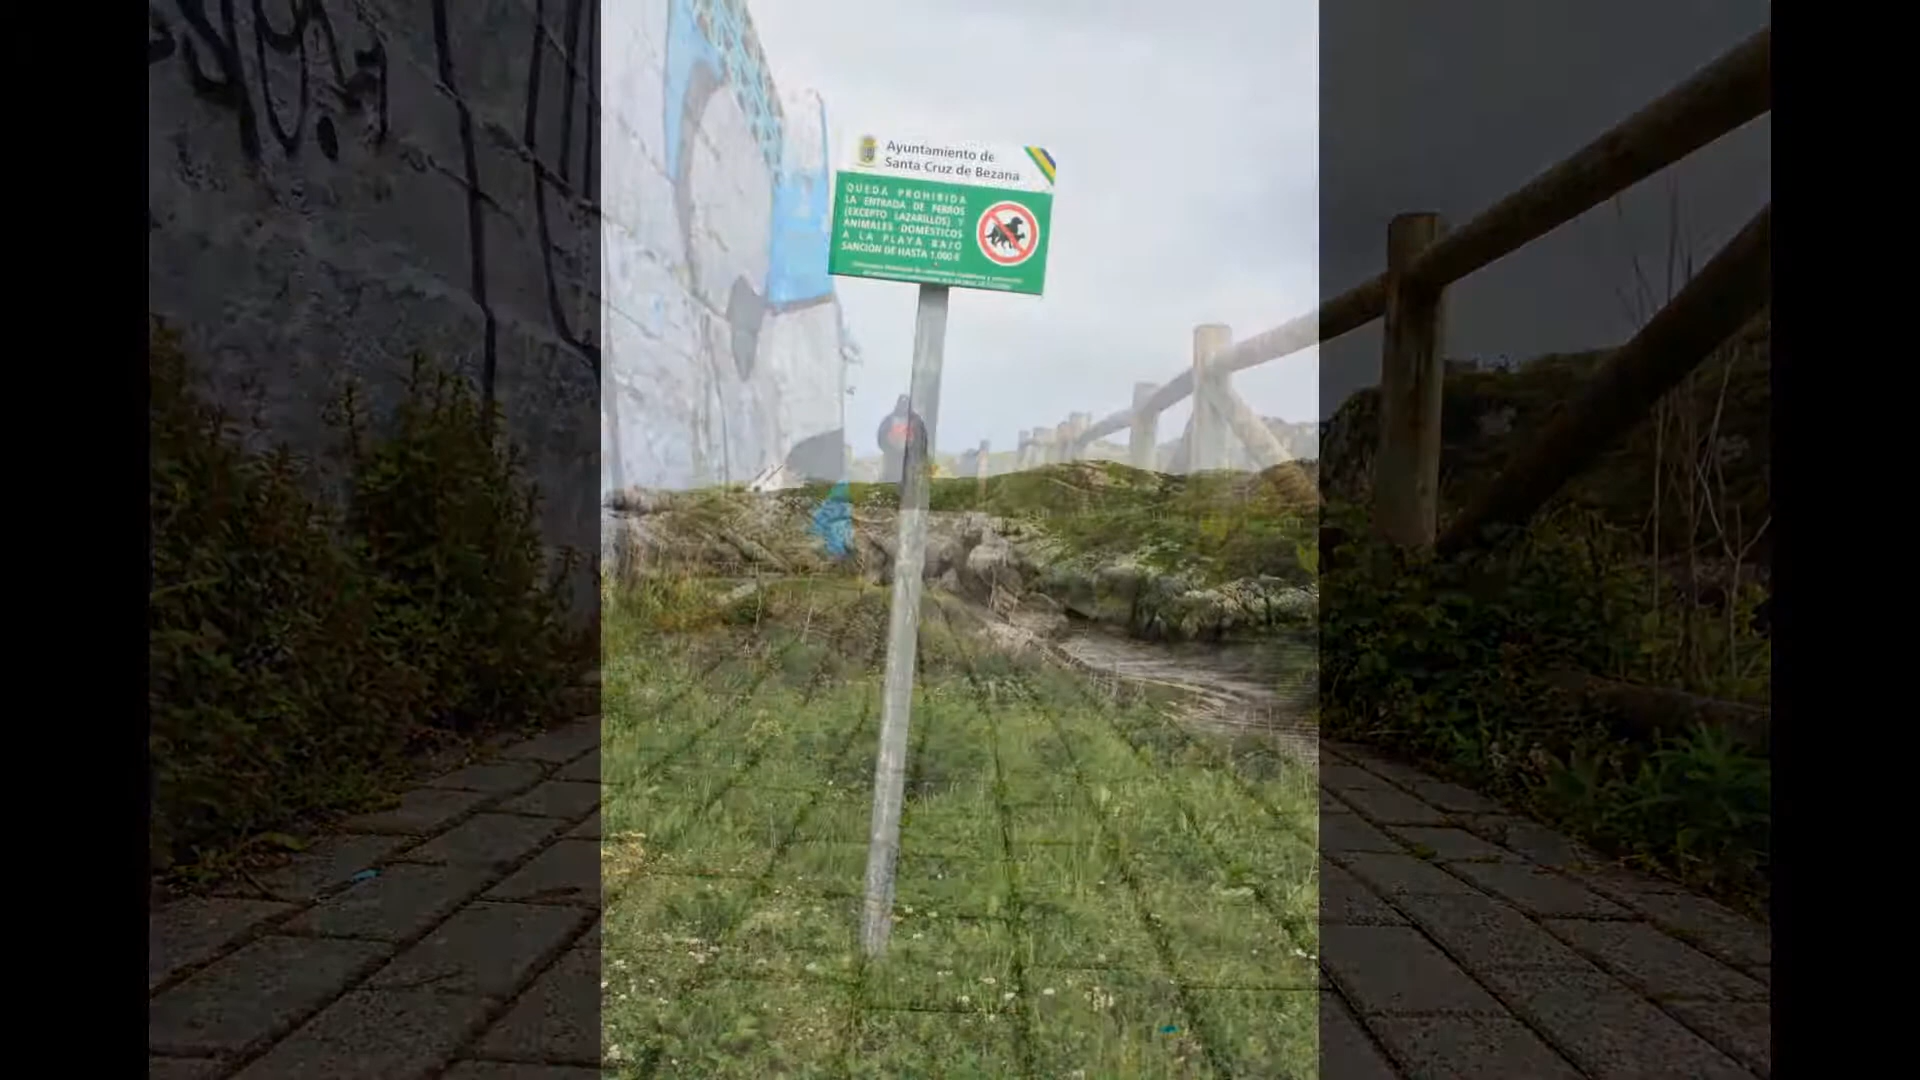 Ayuntamiento de
Santa Cruz de Bezana
QUEDA PROHIBIDA
LA ENTRADA DE PERROS
(EXCEPTO LAZARILLOS) Y
ANIMALES DOMÉSTICOS
A LA PLAYA BAJO
SANCIÓN DE HASTA 1.000 €